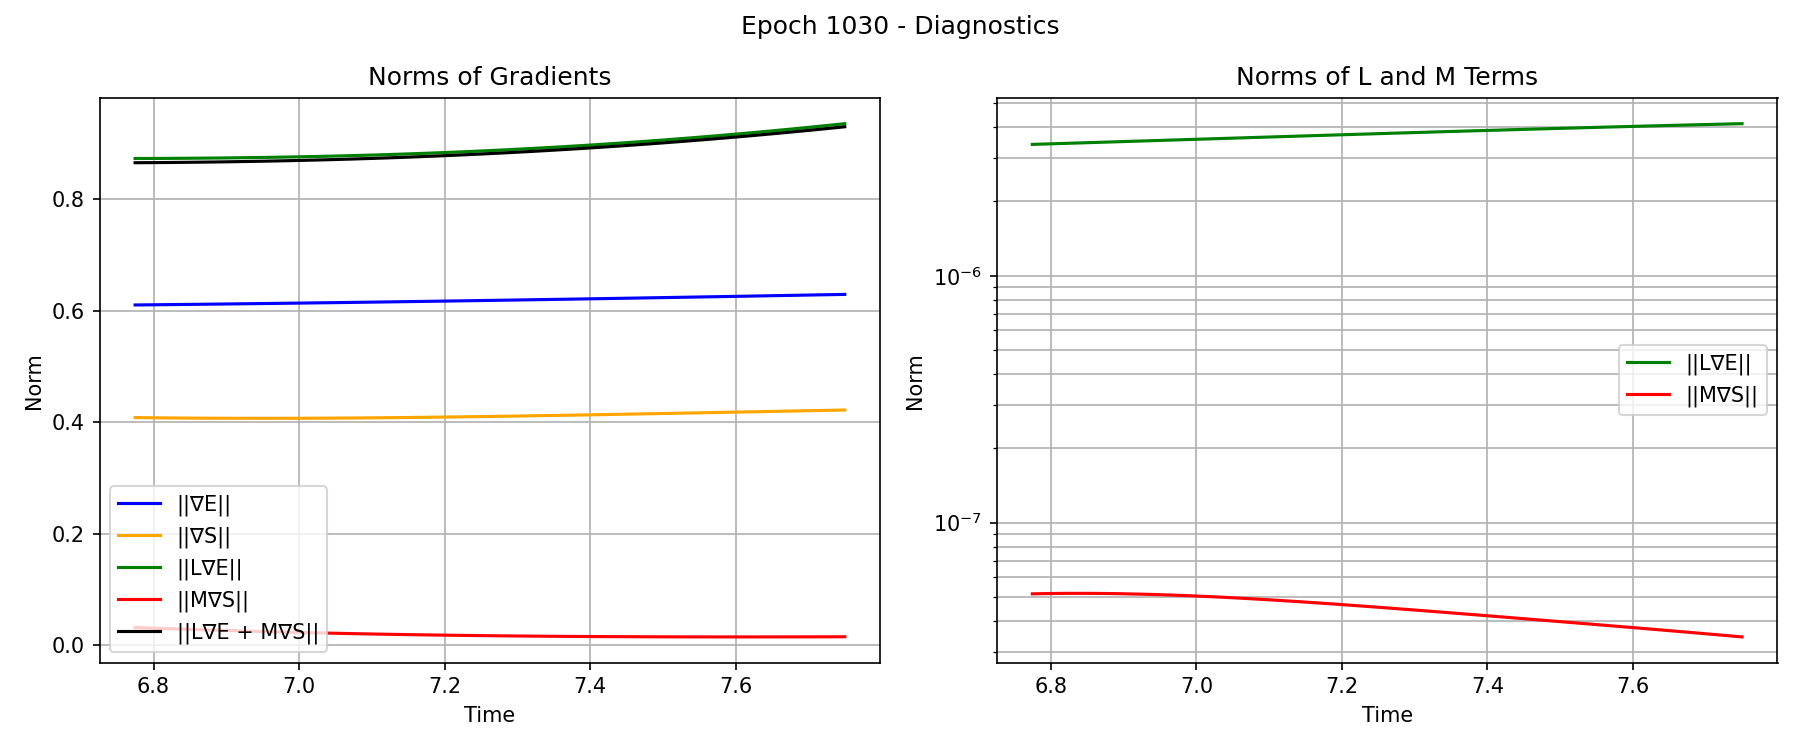 Epoch 1030 - Diagnostics
Norms of Gradients
Norm
0.8
0.6
0.4
0.2
0.0
||∇E||
||∇S||
||L∇E||
||M∇S||
||L∇E + M∇S||
6.8 7.0 7.2 7.4 7.6
Time
Norms of L and M Terms
Norm
10⁻⁶
10⁻⁷
||L∇E||
||M∇S||
6.8 7.0 7.2 7.4 7.6
Time